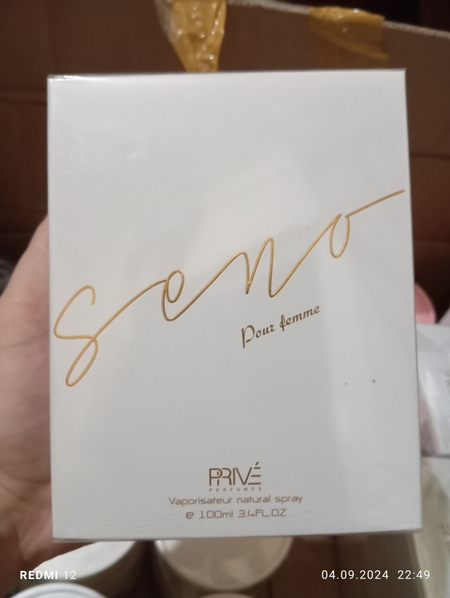 Seno
Pour femme
PRIVÉ
PERFUMES
Vaporisateur natural spray
e 100ml 3.4FL.OZ
REDMI 12
04.09.2024 22:49